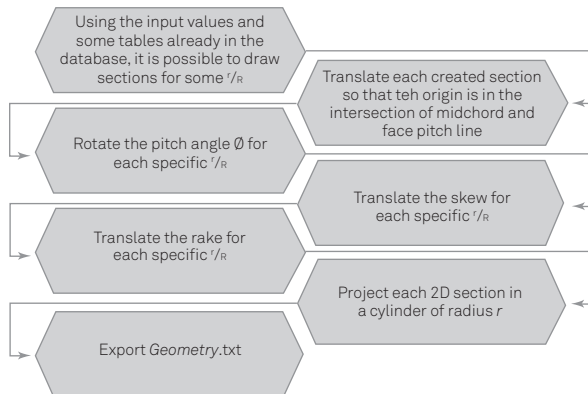 Using the input values and
some tables already in the
database, it is possible to draw
sections for some r/R
Translate each created section
so that teh origin is in the
intersection of midchord and
face pitch line
Rotate the pitch angle Ø for
each specific r/R
Translate the skew for
each specific r/R
Translate the rake for
each specific r/R
Project each 2D section in
a cylinder of radius r
Export Geometry.txt